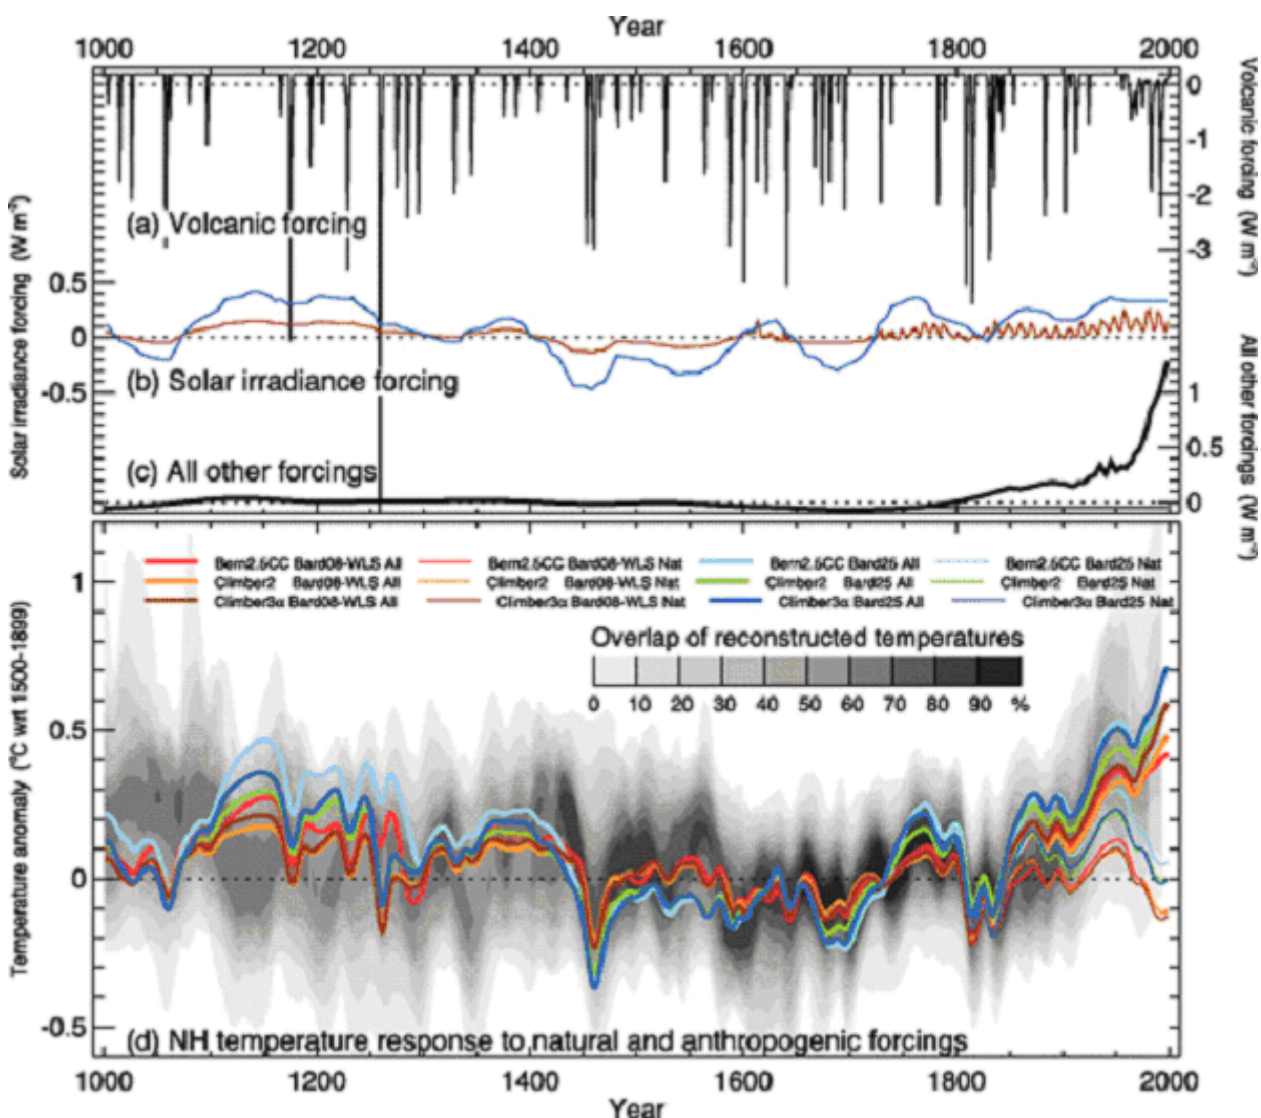 Year
1000 1200 1400 1600 1800 2000
0
-1
-2
-3
Volcanic forcing (W m⁻²)
(a) Volcanic forcing
0.5
0
-0.5
Solar irradiance forcing (W m⁻²)
(b) Solar irradiance forcing
1
0.5
0
All other forcings (W m⁻²)
(c) All other forcings
Bern2.5CC Bard08-WLS All Bern2.5CC Bard08-WLS Nat Bern2.5CC Bard25 All Bern2.5CC Bard25 Nat
Climber2 Bard08-WLS All Climber2 Bard08-WLS Nat Climber2 Bard25 All Climber2 Bard25 Nat
Climber3α Bard08-WLS All Climber3α Bard08-WLS Nat Climber3α Bard25 All Climber3α Bard25 Nat
Overlap of reconstructed temperatures
0 10 20 30 40 50 60 70 80 90 %
1
0.5
0
-0.5
Temperature anomaly (°C wrt 1500-1899)
(d) NH temperature response to natural and anthropogenic forcings
1000 1200 1400 1600 1800 2000
Year